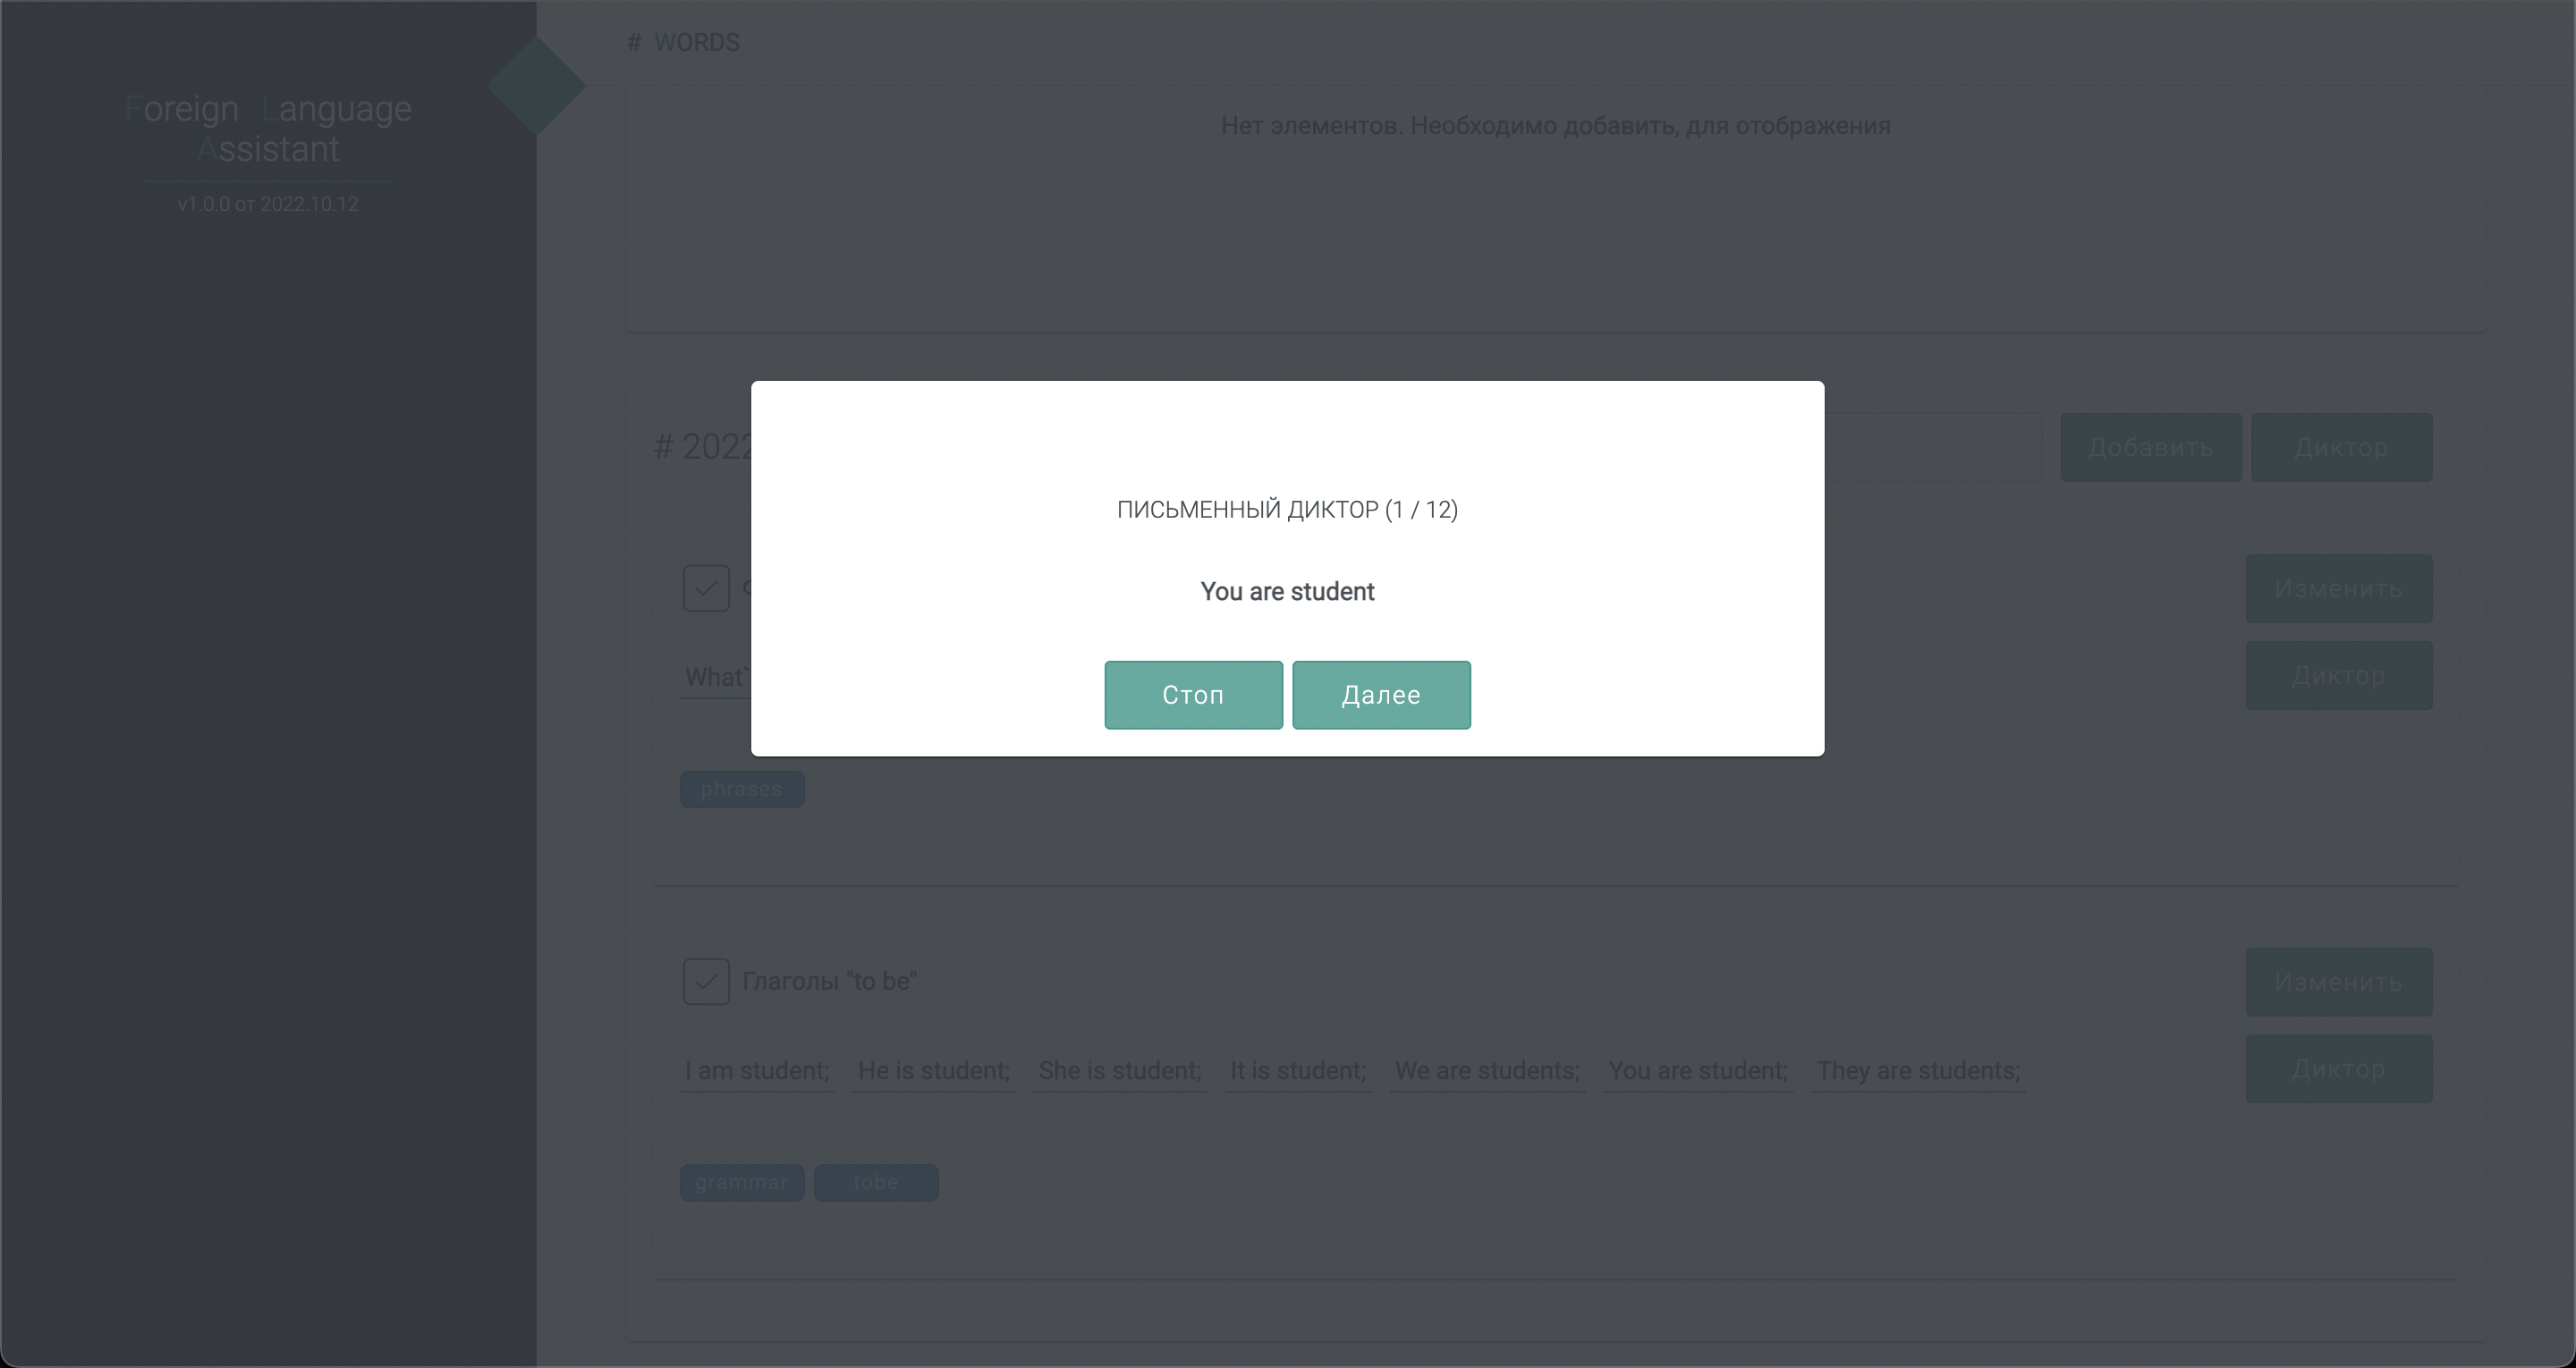 # WORDS
Foreign Language
Assistant
v1.0.0 от 2022.10.12
Нет элементов. Необходимо добавить, для отображения
# 2022
Добавить Диктор
ПИСЬМЕННЫЙ ДИКТОР (1 / 12)
You are student
Стоп Далее
Изменить
What`
Диктор
phrases
Глаголы "to be"
Изменить
I am student; He is student; She is student; It is student; We are students; You are student; They are students;
Диктор
grammar tobe